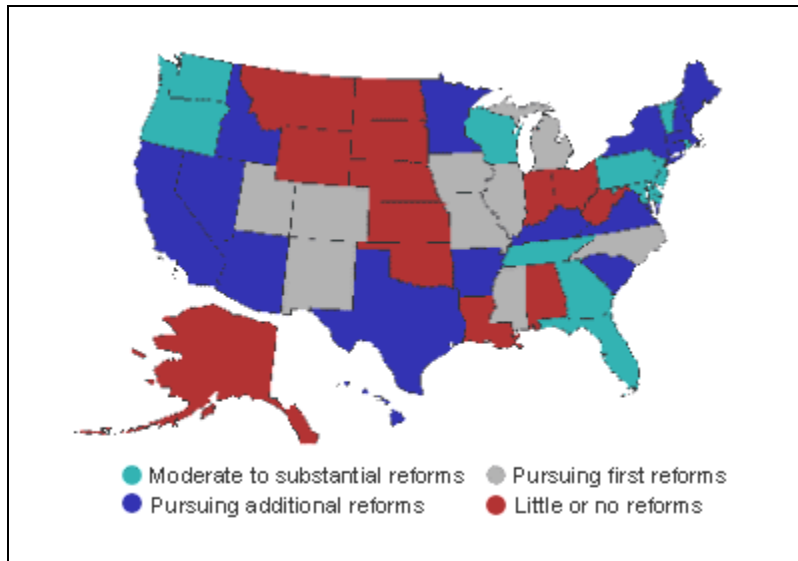 Moderate to substantial reforms
Pursuing first reforms
Pursuing additional reforms
Little or no reforms